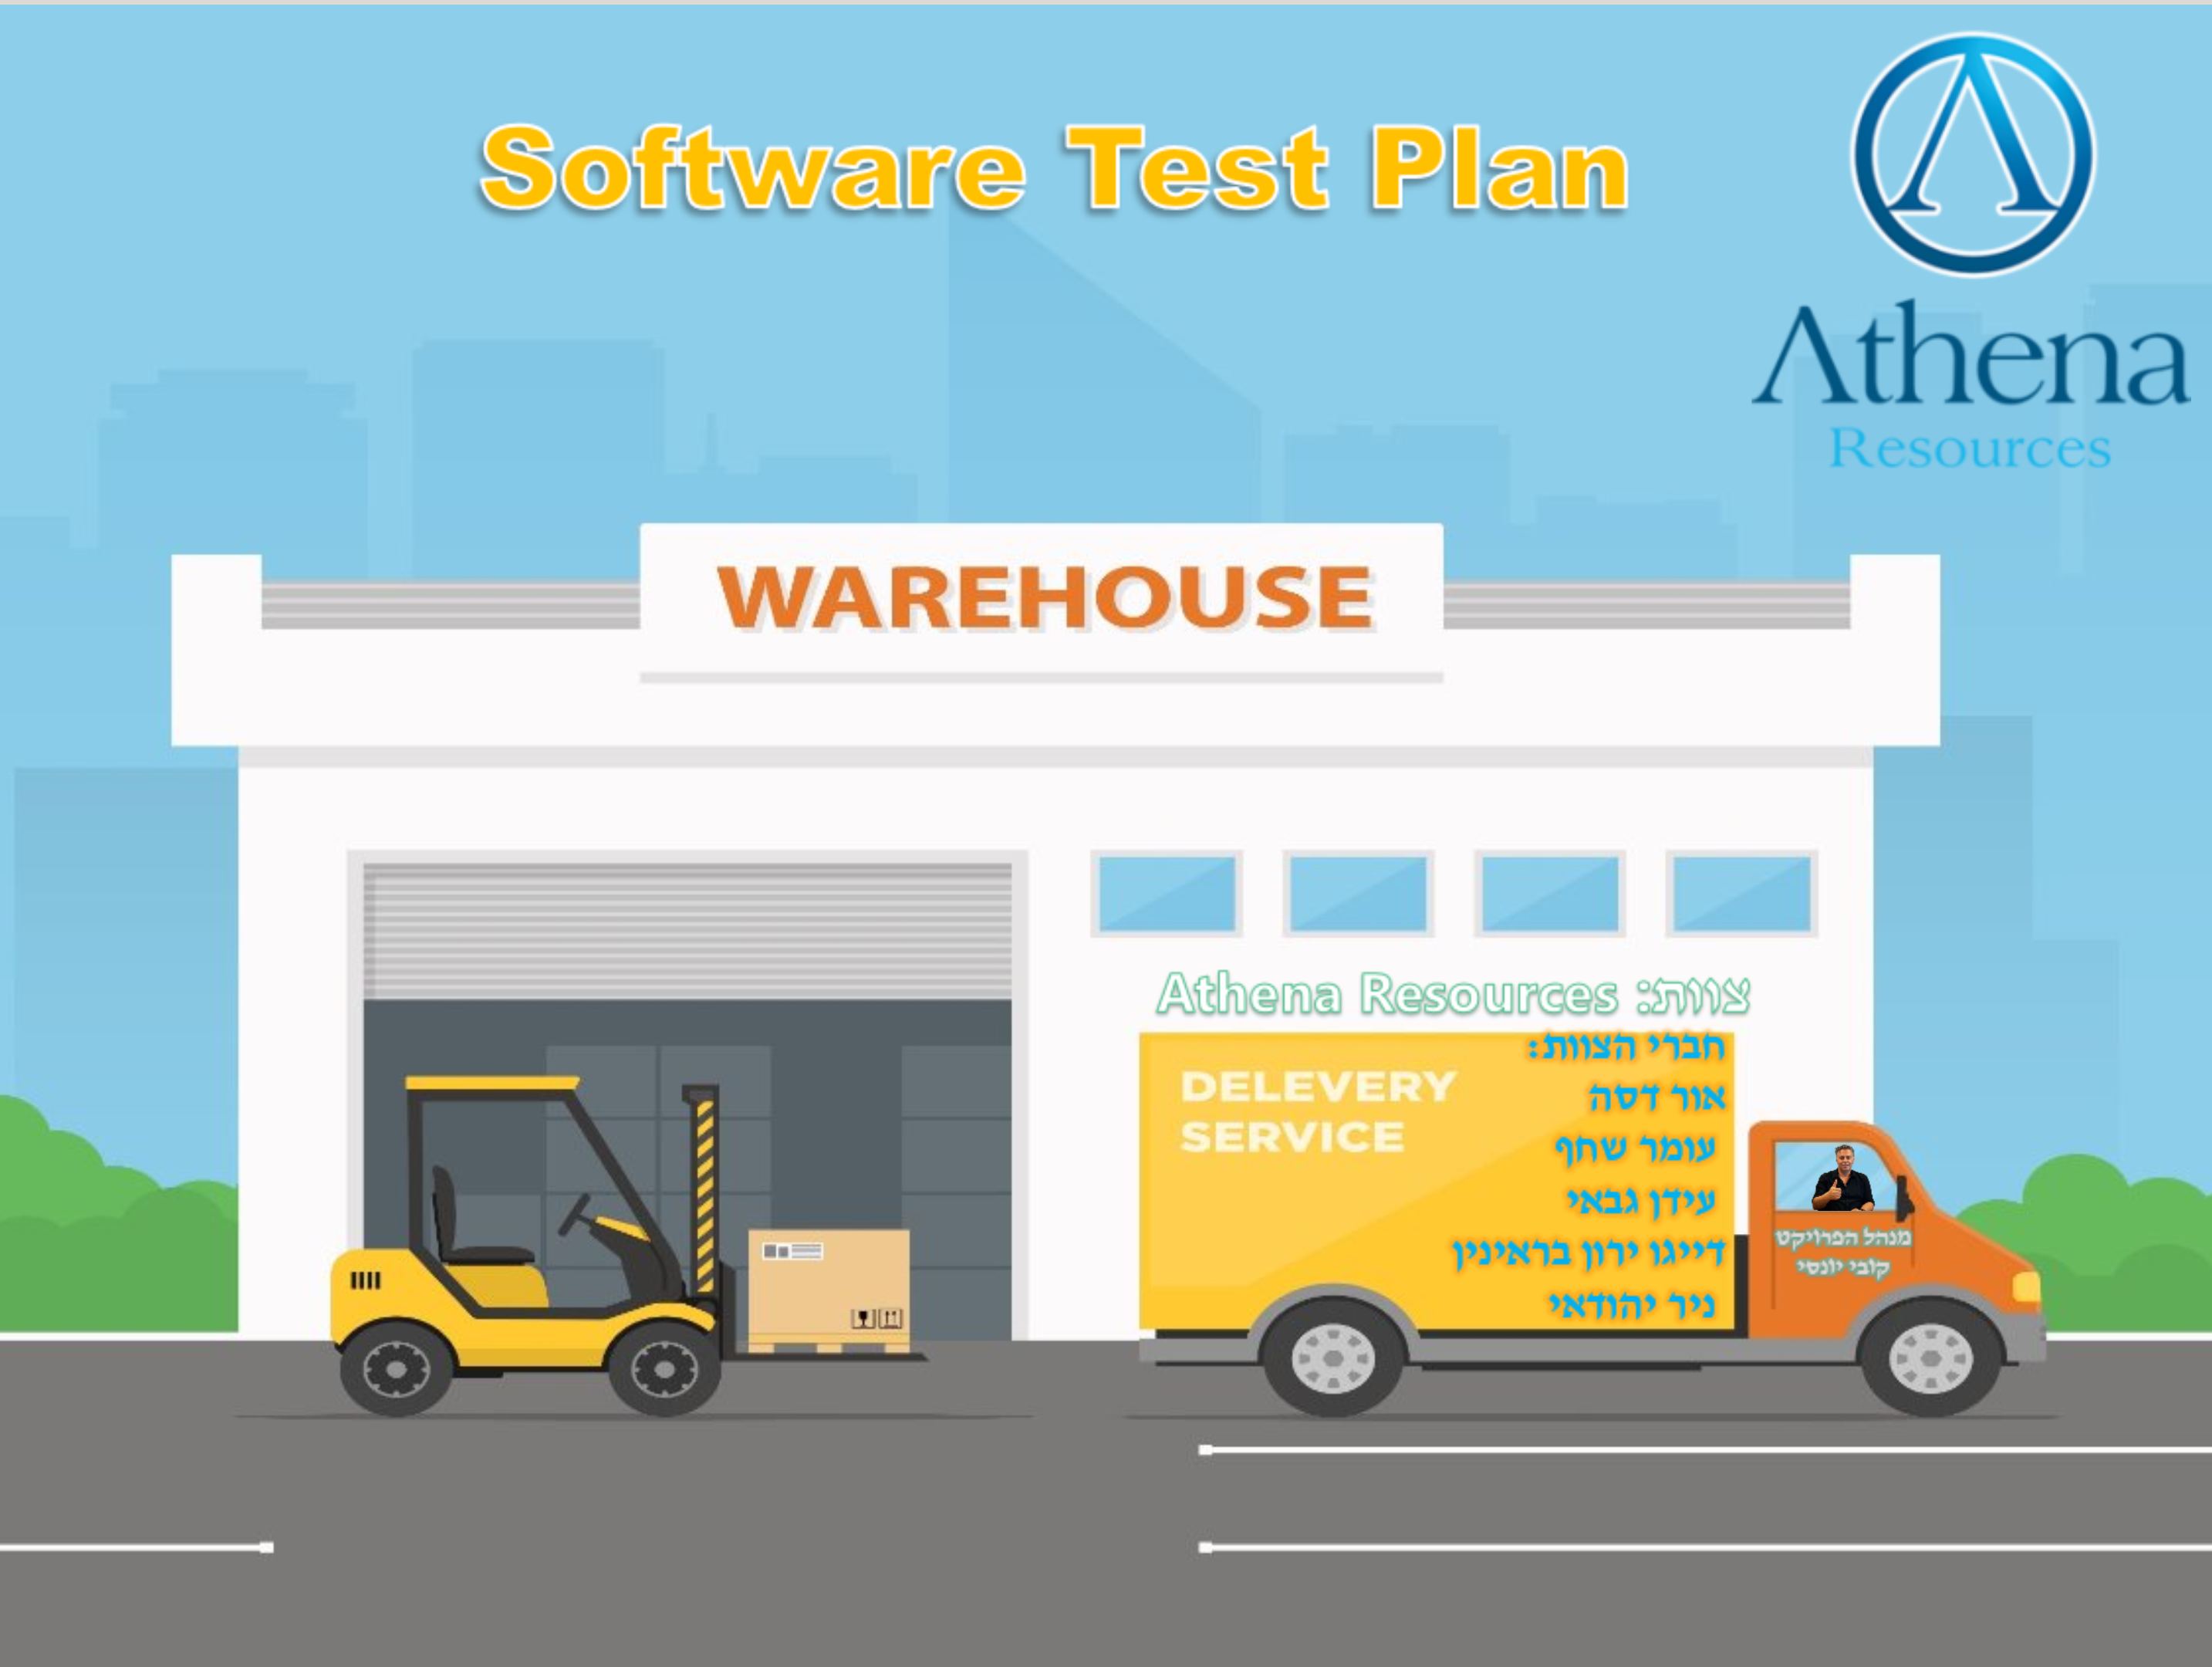 Software Test Plan
Athena
Resources
WAREHOUSE
צוות: Athena Resources
DELEVERY
SERVICE
חברי הצוות:
אור דסה
עומר שחף
עידן גבאי
דייגו ירון בראינין
ניר יהודאי
מנהל הפרויקט
קובי יונסי